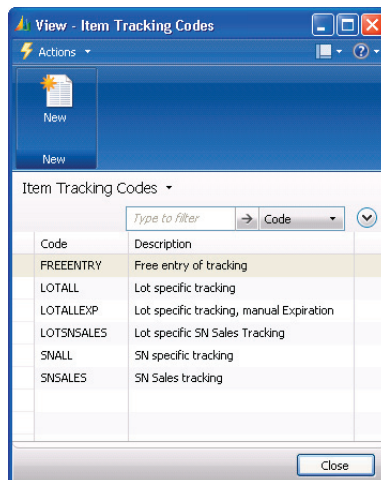 View - Item Tracking Codes
Actions
New
New
Item Tracking Codes
Type to filter Code
Code Description
FREEENTRY Free entry of tracking
LOTALL Lot specific tracking
LOTALLEXP Lot specific tracking, manual Expiration
LOTSNSALES Lot specific SN Sales Tracking
SNALL SN specific tracking
SNSALES SN Sales tracking
Close